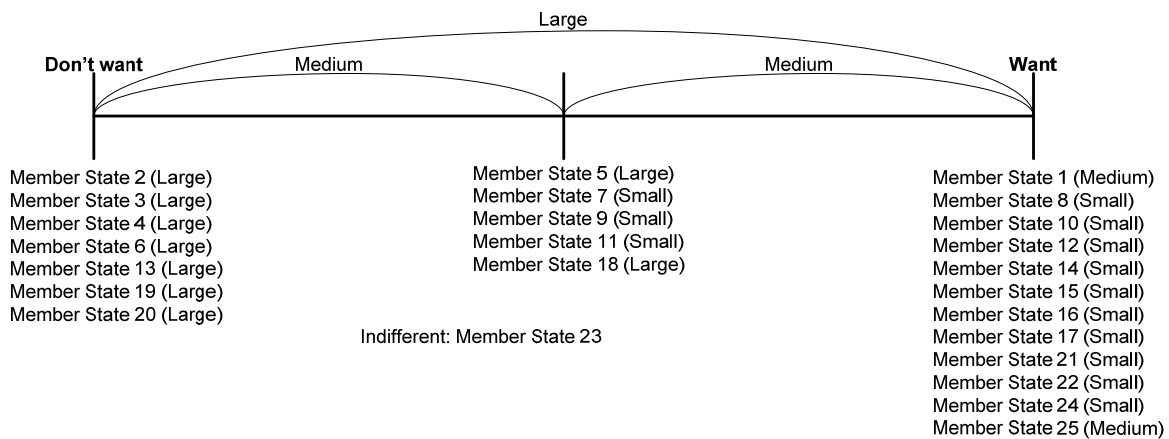 Large
Don't want
Medium
Medium
Want
Member State 2 (Large)
Member State 3 (Large)
Member State 4 (Large)
Member State 6 (Large)
Member State 13 (Large)
Member State 19 (Large)
Member State 20 (Large)
Member State 5 (Large)
Member State 7 (Small)
Member State 9 (Small)
Member State 11 (Small)
Member State 18 (Large)
Indifferent: Member State 23
Member State 1 (Medium)
Member State 8 (Small)
Member State 10 (Small)
Member State 12 (Small)
Member State 14 (Small)
Member State 15 (Small)
Member State 16 (Small)
Member State 17 (Small)
Member State 21 (Small)
Member State 22 (Small)
Member State 24 (Small)
Member State 25 (Medium)